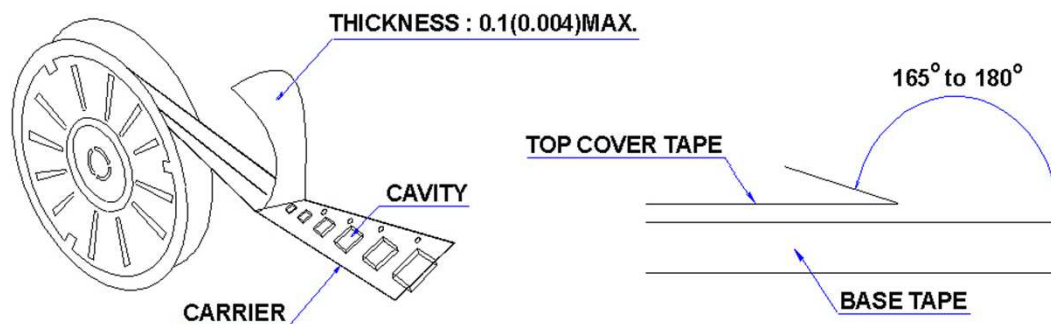 THICKNESS : 0.1(0.004)MAX.
165° to 180°
TOP COVER TAPE
CAVITY
CARRIER
BASE TAPE